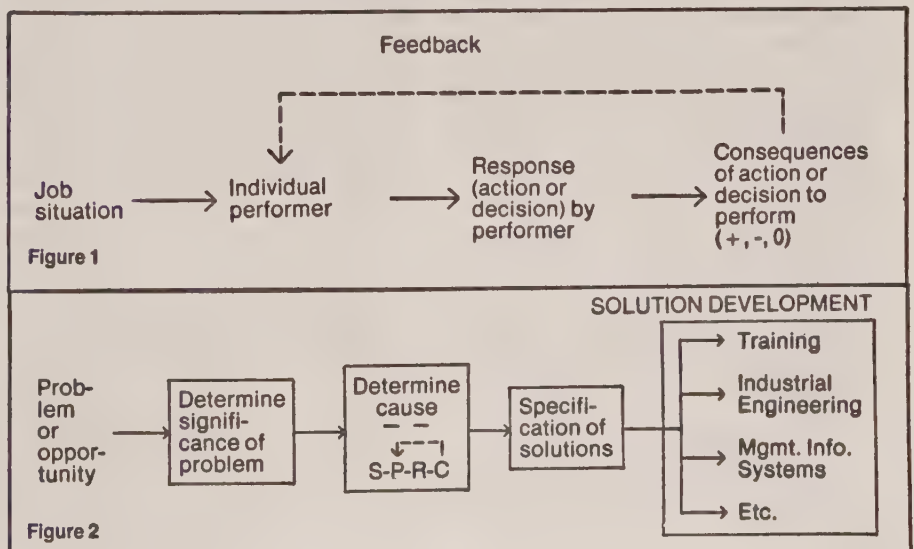 Feedback
Job
situation
Individual
performer
Response
(action or
decision) by
performer
Consequences
of action or
decision to
perform
(+, -, 0)
Figure 1
SOLUTION DEVELOPMENT
Prob-
lem
or
oppor-
tunity
Determine
signifi-
cance of
problem
Determine
cause
S-P-R-C
Specifi-
cation of
solutions
Training
Industrial
Engineering
Mgmt. Info.
Systems
Etc.
Figure 2